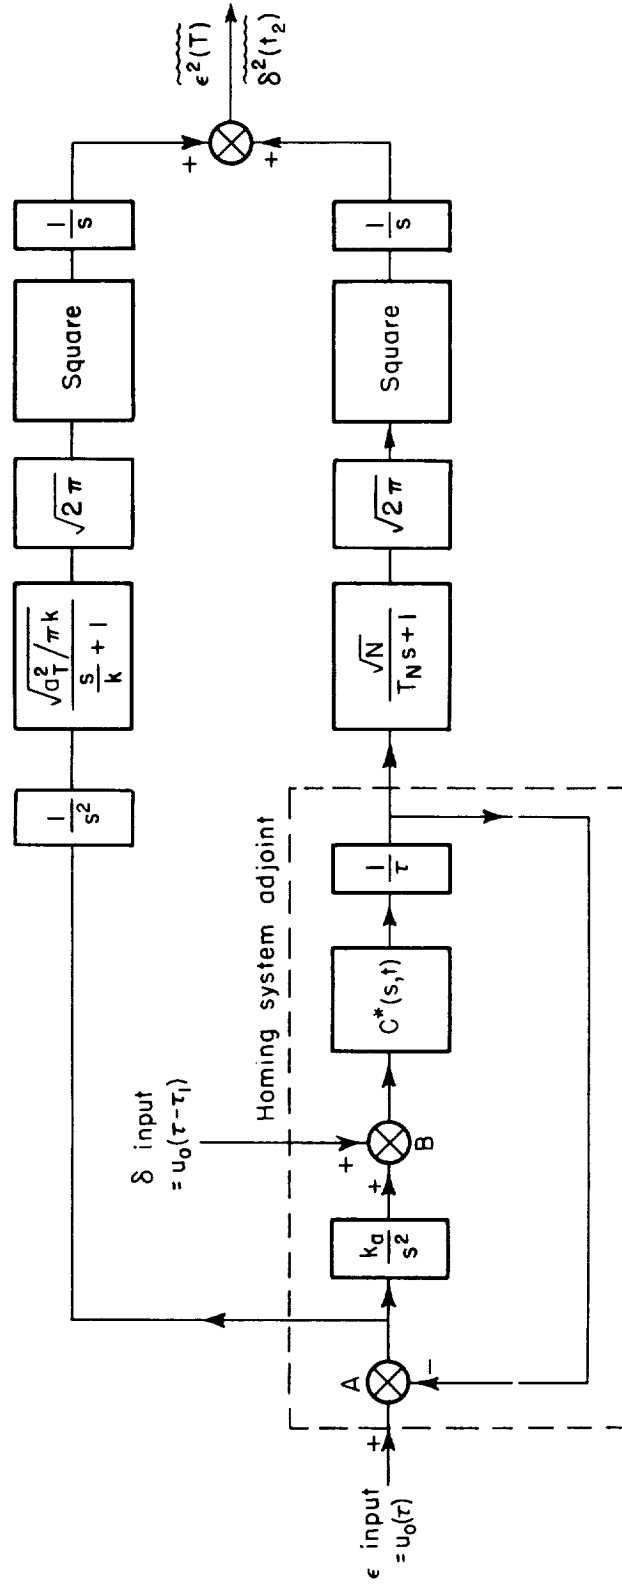 1/s²
√(a_T²/πk)
s/k + 1
√2π
Square
1/s
ε²(T)
δ²(t₂)
+
+
Homing system adjoint
δ input
= u₀(τ-τ₁)
ε input
= u₀(τ)
+
A
−
k_a/s²
+
+
B
C*(s,t)
1/τ
√N
T_N s+1
√2π
Square
1/s